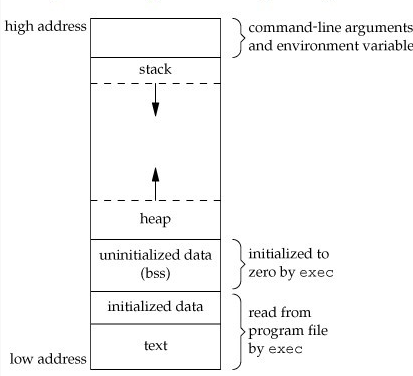 high address
command-line arguments
and environment variable
stack
heap
uninitialized data
(bss)
initialized to
zero by exec
initialized data
read from
program file
by exec
text
low address